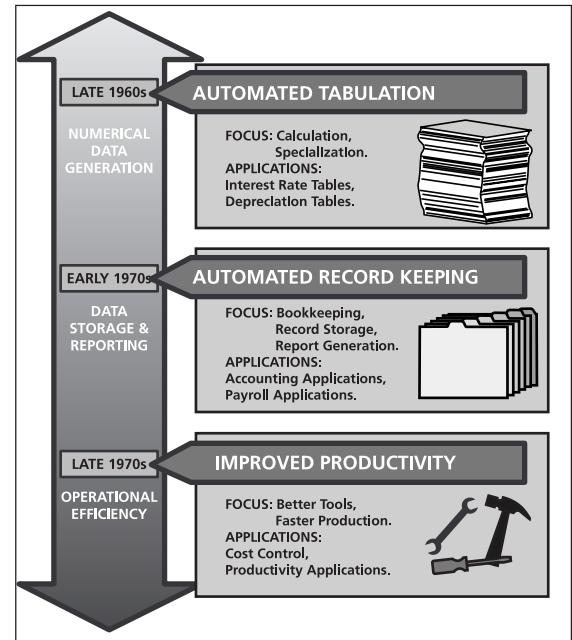 LATE 1960s
AUTOMATED TABULATION
NUMERICAL
DATA
GENERATION
FOCUS: Calculation,
Specialization.
APPLICATIONS:
Interest Rate Tables,
Depreciation Tables.
EARLY 1970s
AUTOMATED RECORD KEEPING
DATA
STORAGE &
REPORTING
FOCUS: Bookkeeping,
Record Storage,
Report Generation.
APPLICATIONS:
Accounting Applications,
Payroll Applications.
LATE 1970s
IMPROVED PRODUCTIVITY
OPERATIONAL
EFFICIENCY
FOCUS: Better Tools,
Faster Production.
APPLICATIONS:
Cost Control,
Productivity Applications.